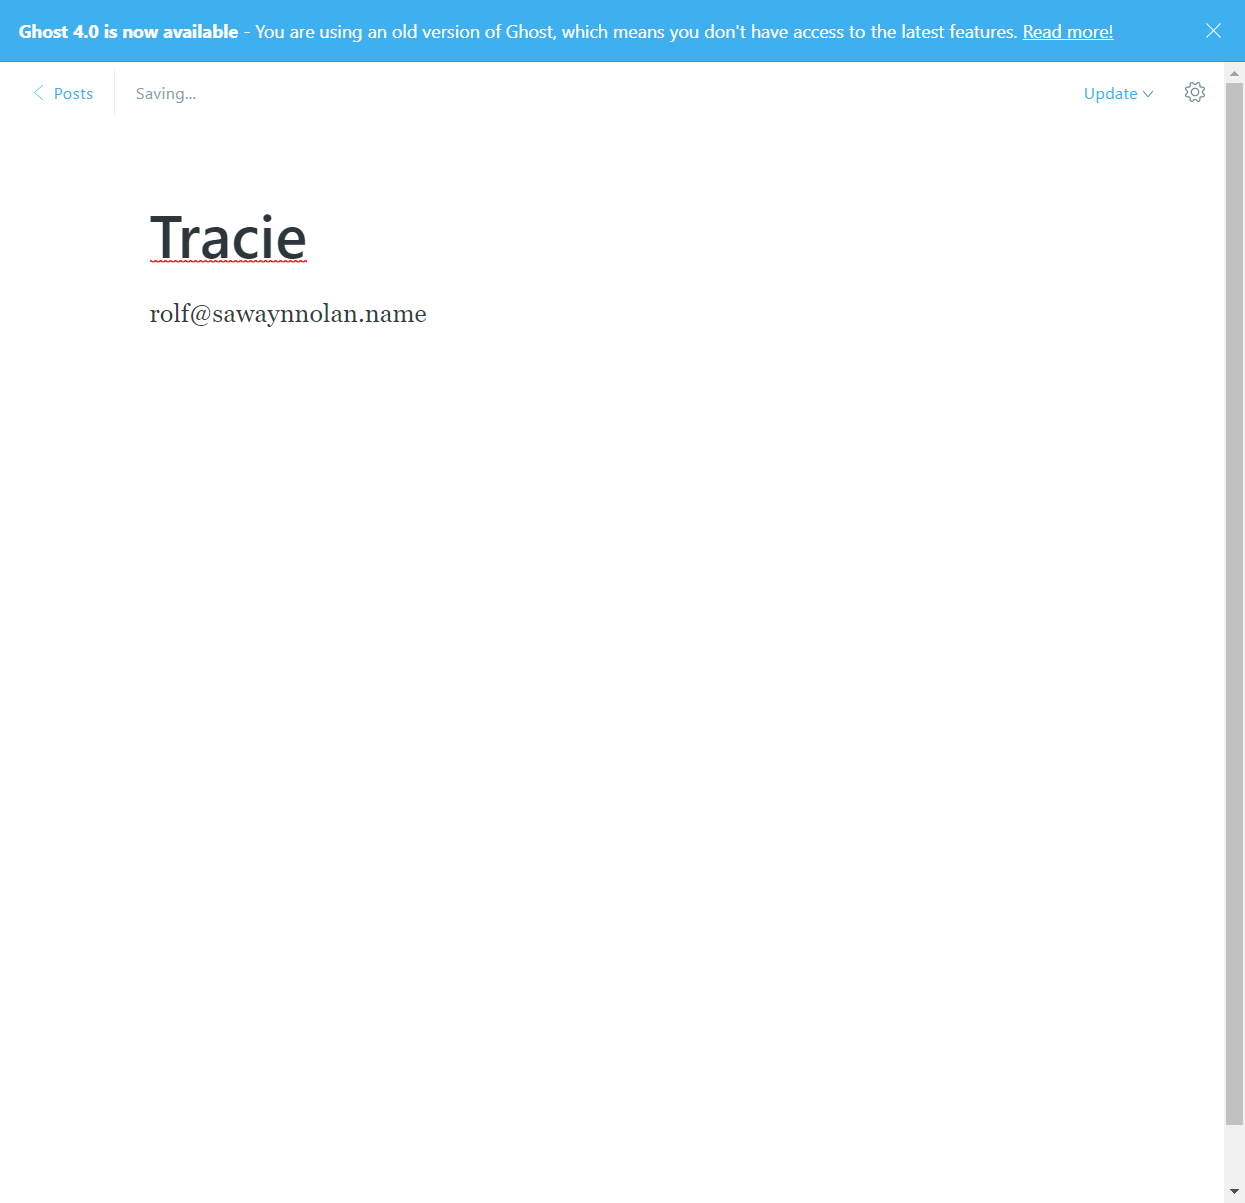 Ghost 4.0 is now available - You are using an old version of Ghost, which means you don't have access to the latest features. Read more!
Posts
Saving...
Update
Tracie
rolf@sawaynnolan.name